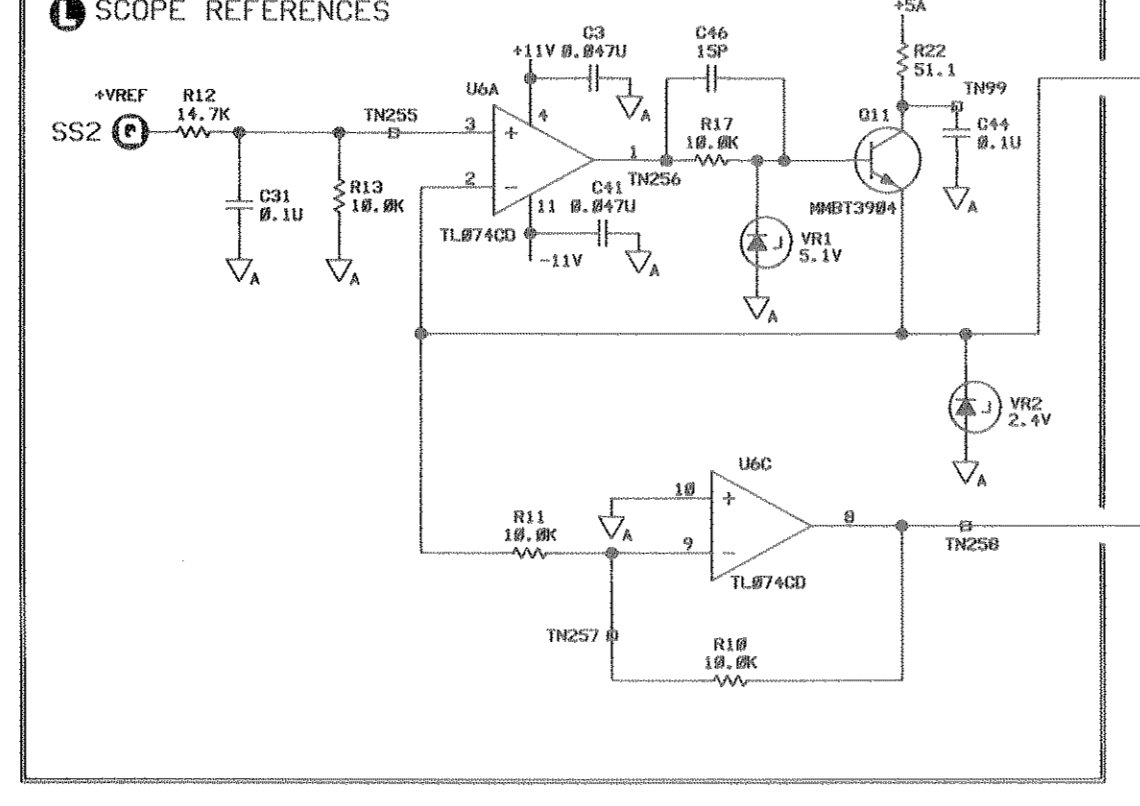 L SCOPE REFERENCES
+5A
R22
51.1
TN99
C44
0.1U
A
Q11
MMBT3904
C3
0.047U
+11V
A
C46
15P
+VREF
SS2 Q
R12
14.7K
TN255
U6A
3
+
4
2
-
11
1
TN256
R17
10.0K
C31
0.1U
A
R13
10.0K
A
TL074CD
C41
0.047U
-11V
A
VR1
5.1V
A
VR2
2.4V
A
U6C
10
+
A
R11
10.0K
9
-
8
TN258
TL074CD
TN257
R10
10.0K